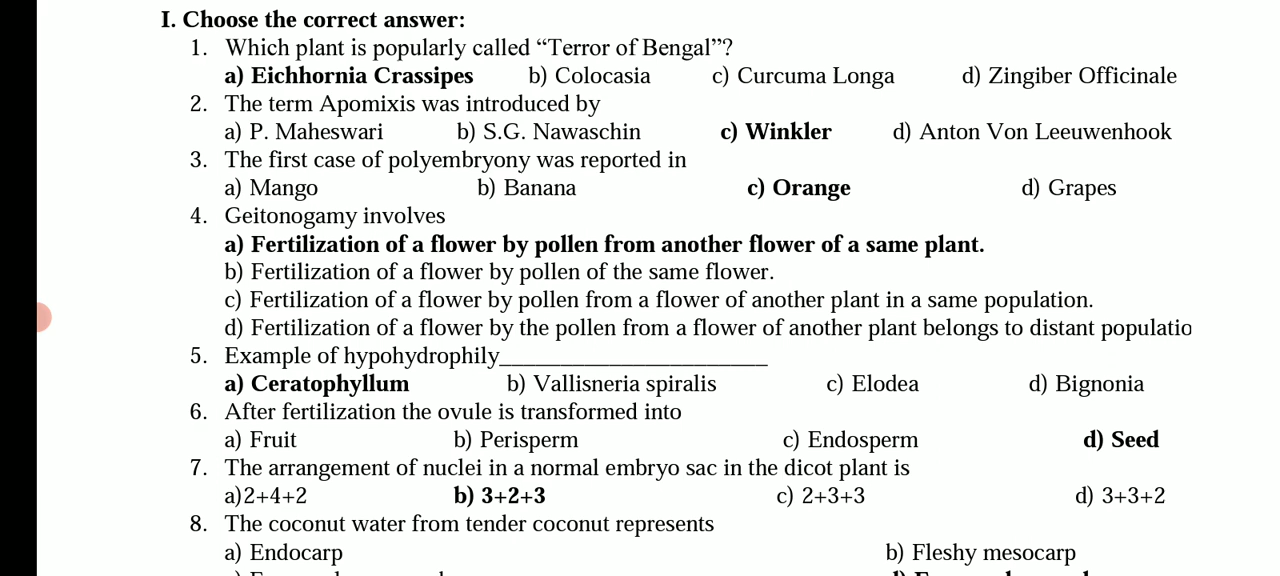 I. Choose the correct answer:
1. Which plant is popularly called “Terror of Bengal”?
a) Eichhornia Crassipes b) Colocasia c) Curcuma Longa d) Zingiber Officinale
2. The term Apomixis was introduced by
a) P. Maheswari b) S.G. Nawaschin c) Winkler d) Anton Von Leeuwenhook
3. The first case of polyembryony was reported in
a) Mango b) Banana c) Orange d) Grapes
4. Geitonogamy involves
a) Fertilization of a flower by pollen from another flower of a same plant.
b) Fertilization of a flower by pollen of the same flower.
c) Fertilization of a flower by pollen from a flower of another plant in a same population.
d) Fertilization of a flower by the pollen from a flower of another plant belongs to distant populatio
5. Example of hypohydrophily______________________
a) Ceratophyllum b) Vallisneria spiralis c) Elodea d) Bignonia
6. After fertilization the ovule is transformed into
a) Fruit b) Perisperm c) Endosperm d) Seed
7. The arrangement of nuclei in a normal embryo sac in the dicot plant is
a)2+4+2 b) 3+2+3 c) 2+3+3 d) 3+3+2
8. The coconut water from tender coconut represents
a) Endocarp b) Fleshy mesocarp